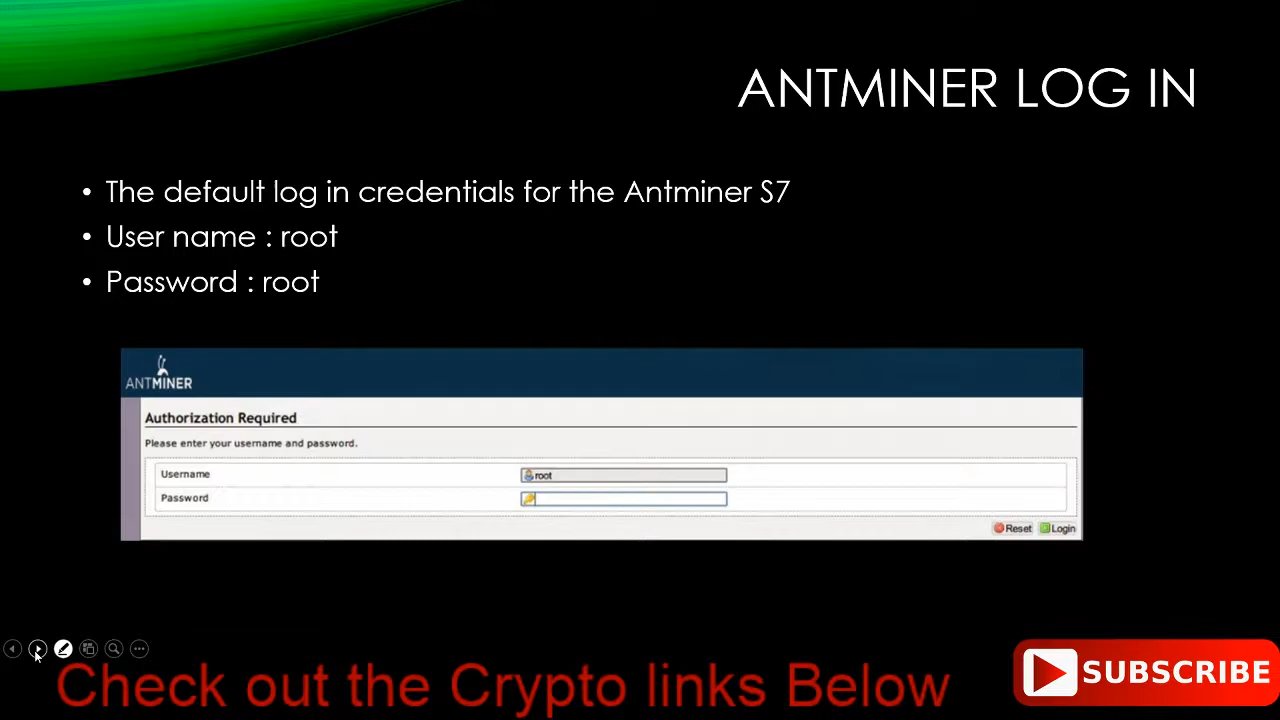 ANTMINER LOG IN
• The default log in credentials for the Antminer S7
• User name : root
• Password : root
ANTMINER
Authorization Required
Please enter your username and password.
Username root
Password
Reset Login
Check out the Crypto links Below
SUBSCRIBE